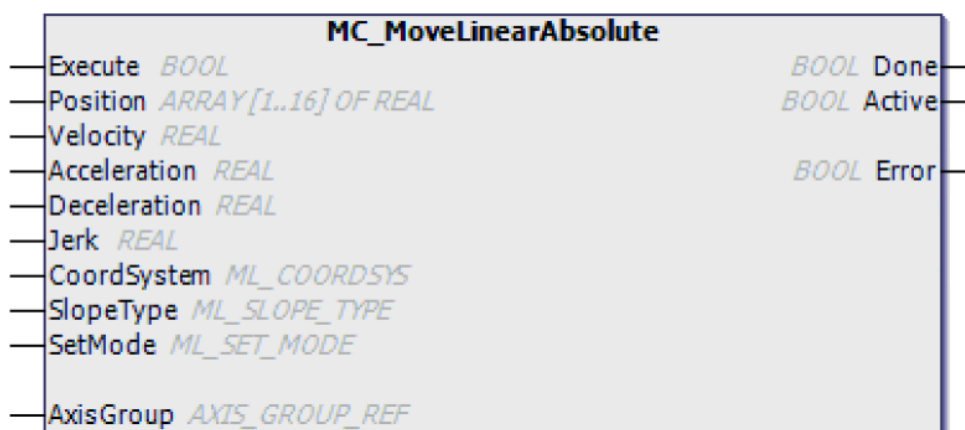 MC_MoveLinearAbsolute
Execute BOOL BOOL Done
Position ARRAY [1..16] OF REAL BOOL Active
Velocity REAL
Acceleration REAL BOOL Error
Deceleration REAL
Jerk REAL
CoordSystem ML_COORDSYS
SlopeType ML_SLOPE_TYPE
SetMode ML_SET_MODE
AxisGroup AXIS_GROUP_REF